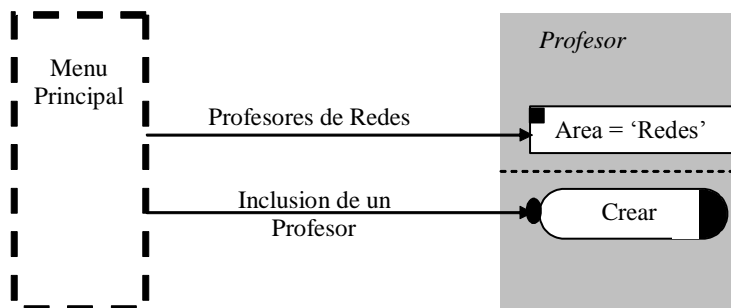 Profesor
Menu
Principal
Profesores de Redes
Area = ‘Redes’
Inclusion de un
Profesor
Crear